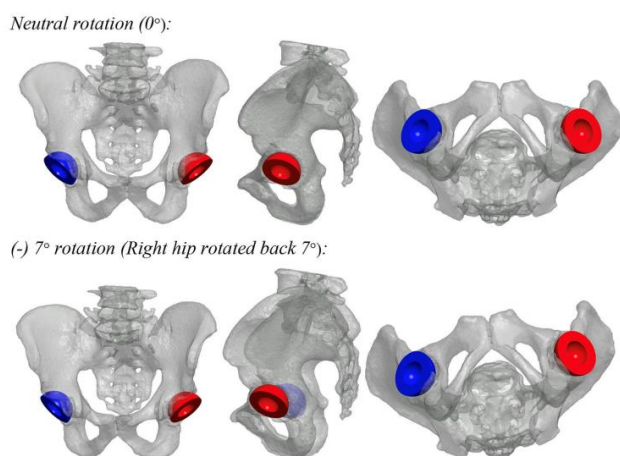 Neutral rotation (0°):
(-) 7° rotation (Right hip rotated back 7°):